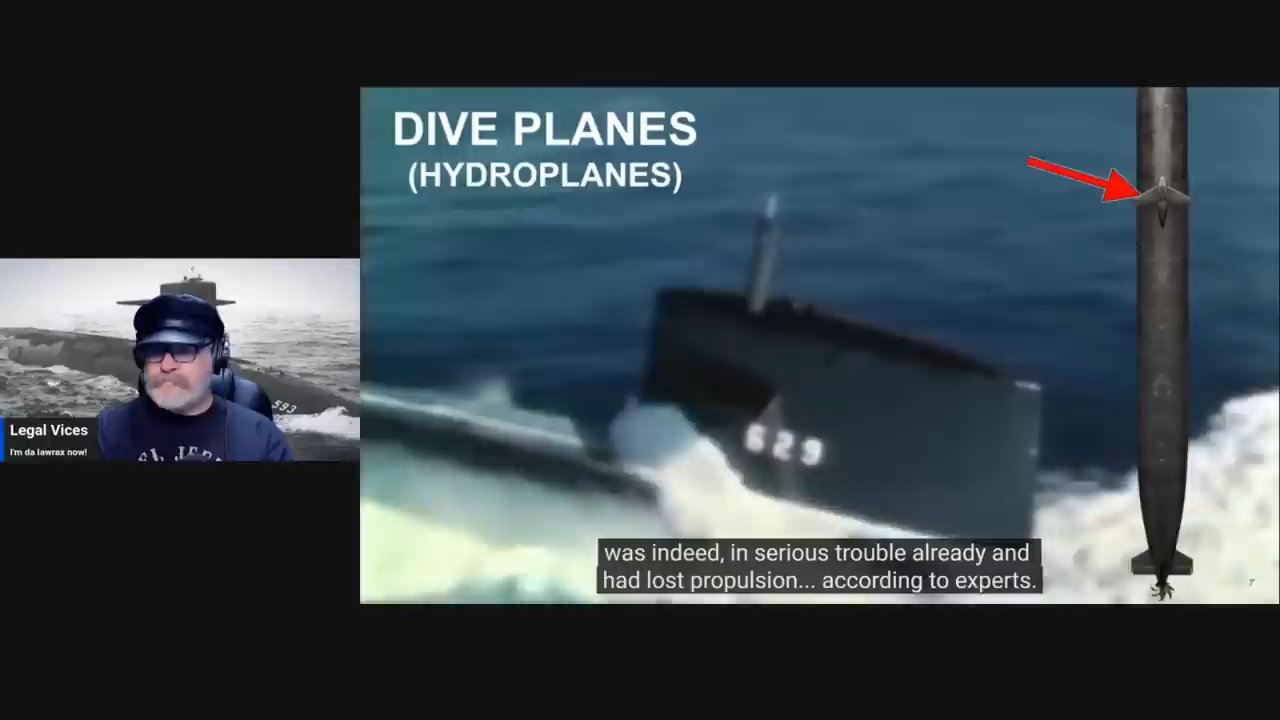 DIVE PLANES
(HYDROPLANES)
629
593
Legal Vices
I'm da lawrax now!
was indeed, in serious trouble already and
had lost propulsion... according to experts.